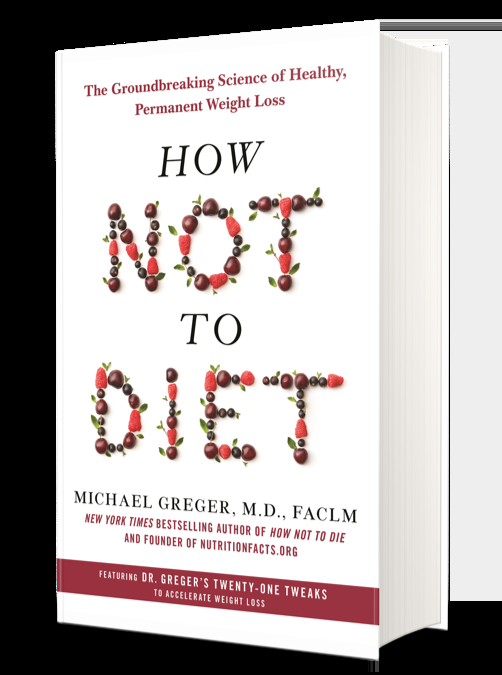 The Groundbreaking Science of Healthy,
Permanent Weight Loss
HOW
NOT
TO
DIET
MICHAEL GREGER, M.D., FACLM
NEW YORK TIMES BESTSELLING AUTHOR OF HOW NOT TO DIE
AND FOUNDER OF NUTRITIONFACTS.ORG
FEATURING DR. GREGER'S TWENTY-ONE TWEAKS
TO ACCELERATE WEIGHT LOSS